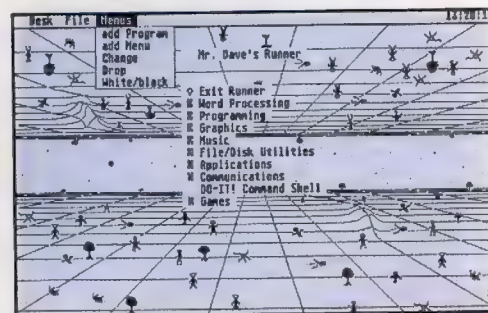 Desk File Menus
add Program
add Menu
Change
Drop
White/black
Mr. Dave's Runner
◇ Exit Runner
⌘ Word Processing
⌘ Programming
⌘ Graphics
⌘ Music
⌘ File/Disk Utilities
⌘ Applications
⌘ Communications
DO-IT! Command Shell
⌘ Games